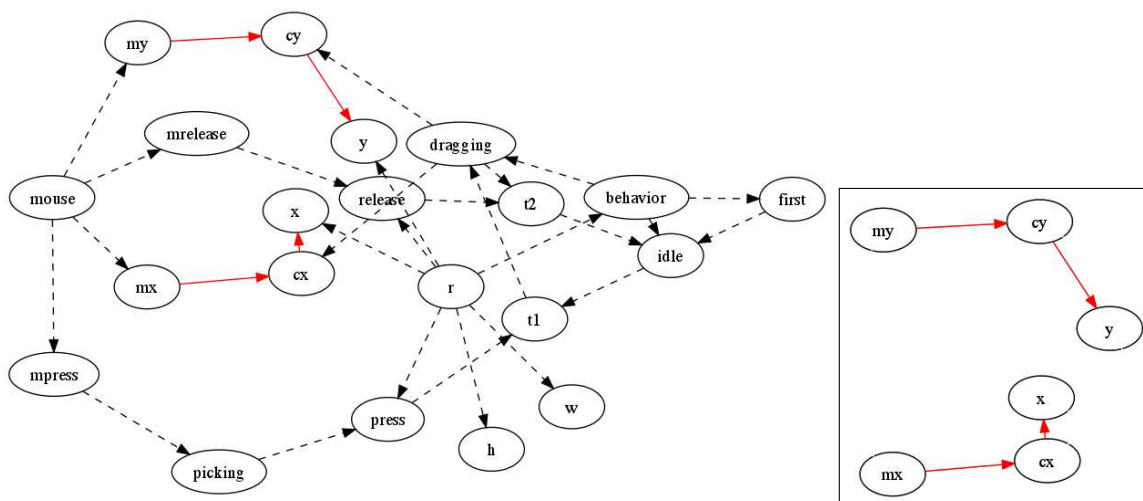 my
cy
mrelease
y
dragging
mouse
x
release
t2
behavior
first
mx
cx
r
idle
t1
mpress
press
w
picking
h
my
cy
y
x
mx
cx